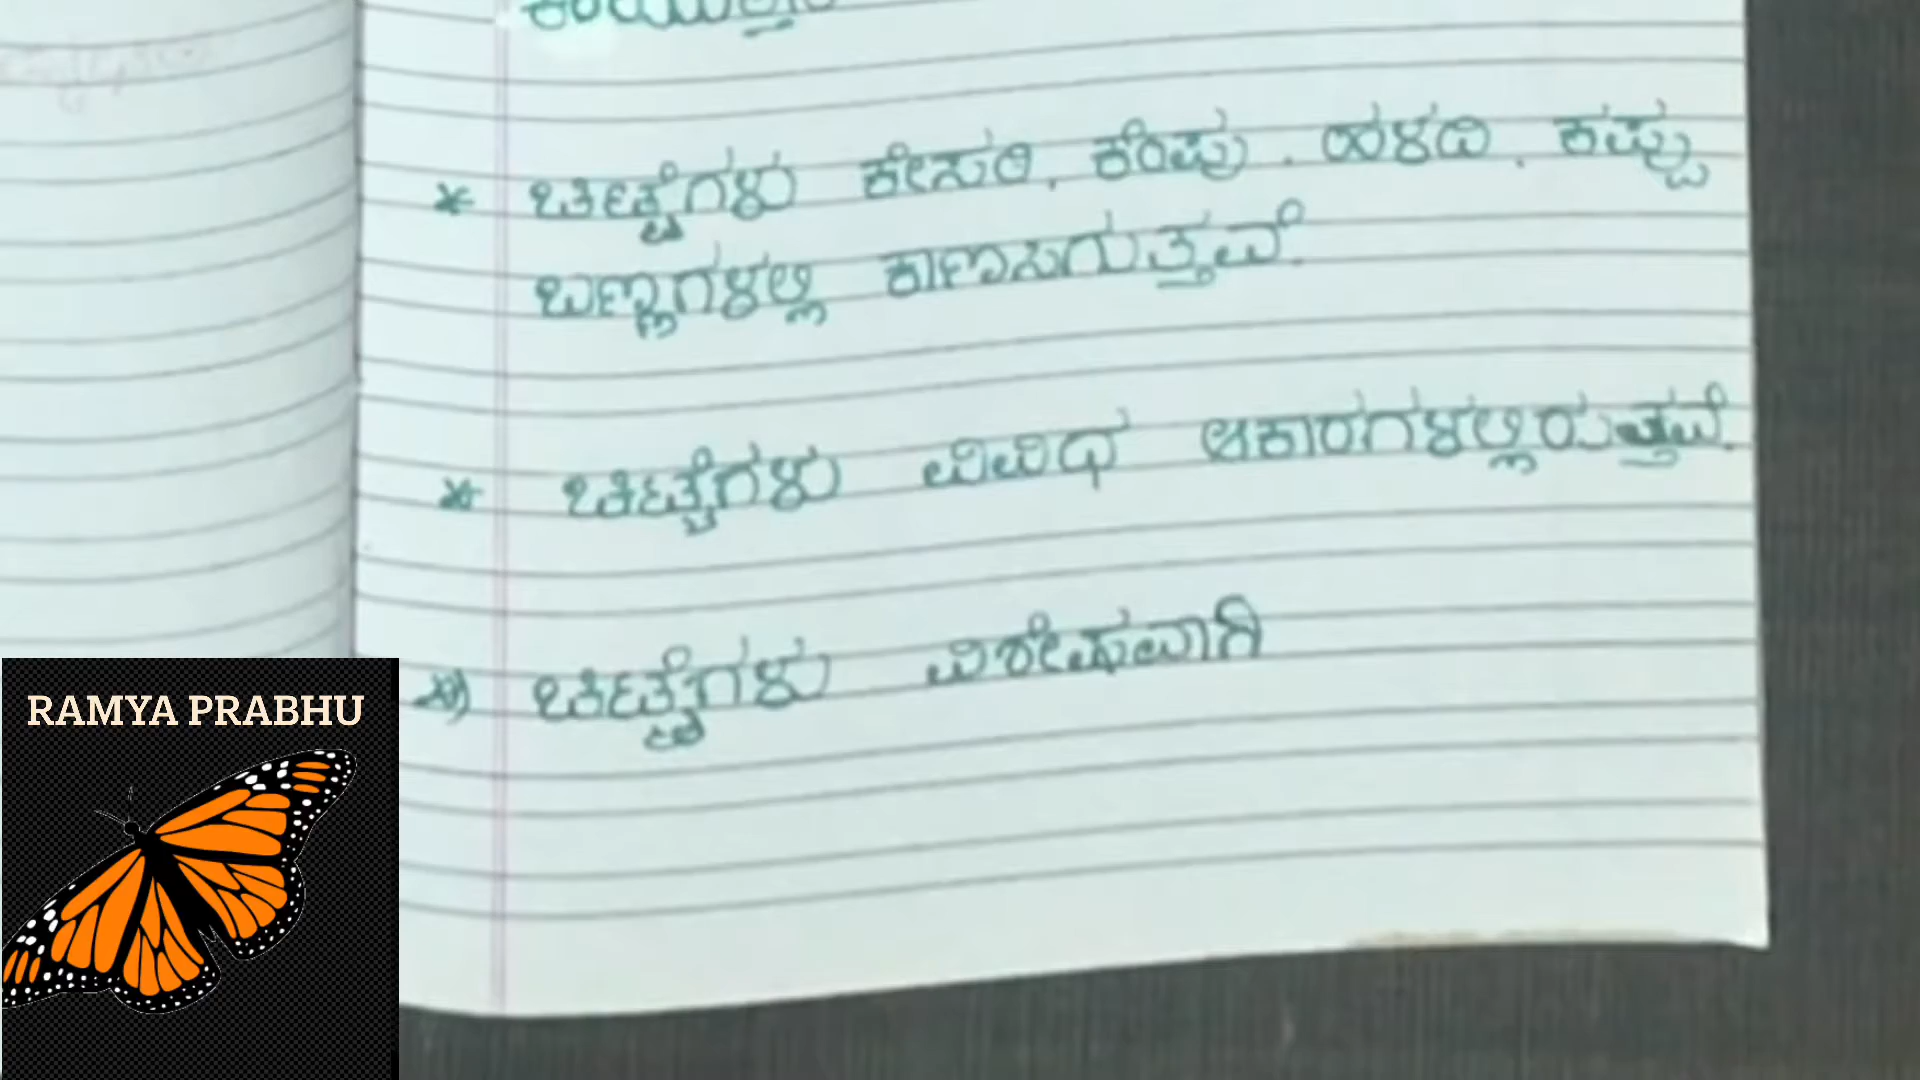 * ಚಿಟ್ಟೆಗಳು ಕೇಸರಿ, ಕೆಂಪು, ಹಳದಿ, ಕಪ್ಪು
ಬಣ್ಣಗಳಲ್ಲಿ ಕಾಣಸಿಗುತ್ತವೆ.
* ಚಿಟ್ಟೆಗಳು ವಿವಿಧ ಆಕಾರಗಳಲ್ಲಿರುತ್ತವೆ.
* ಚಿಟ್ಟೆಗಳು ವಿಶೇಷವಾಗಿ
RAMYA PRABHU